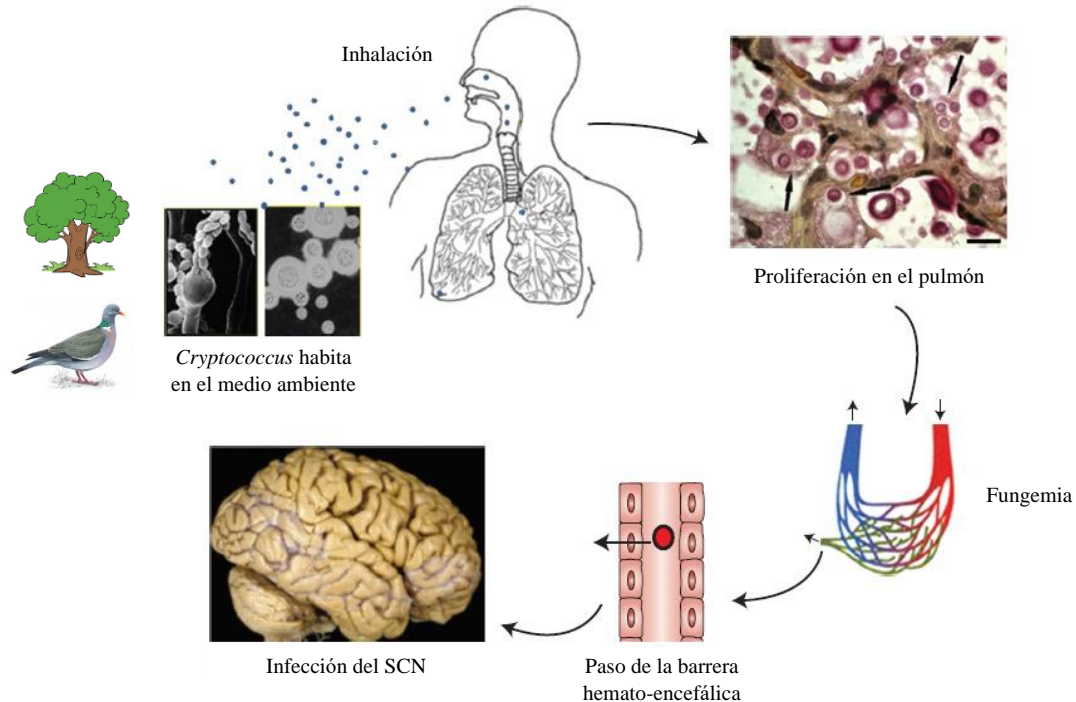 Inhalación
Cryptococcus habita
en el medio ambiente
Proliferación en el pulmón
Fungemia
Paso de la barrera
hemato-encefálica
Infección del SCN